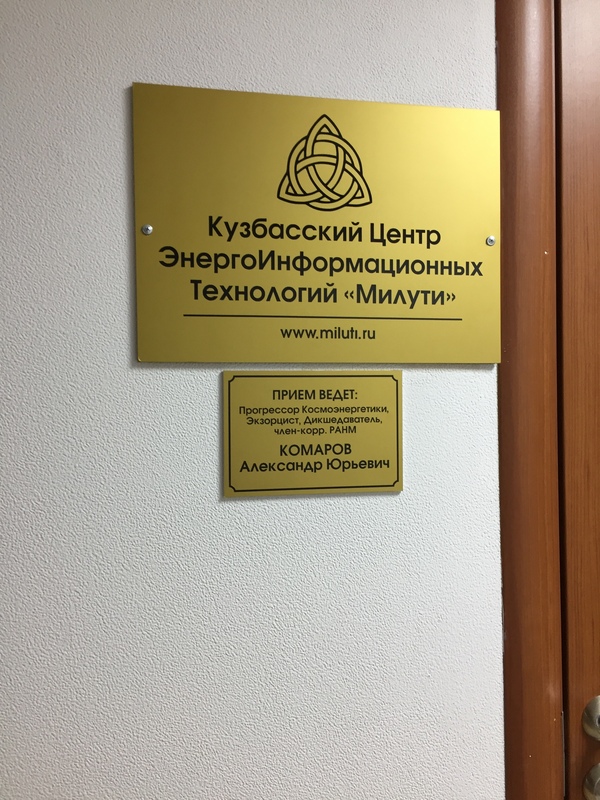 Кузбасский Центр
ЭнергоИнформационных
Технологий «Милути»
www.miluti.ru
ПРИЕМ ВЕДЕТ:
Прогрессор Космоэнергетики,
Экзорцист, Дикшедаватель,
член-корр. РАНМ
КОМАРОВ
Александр Юрьевич